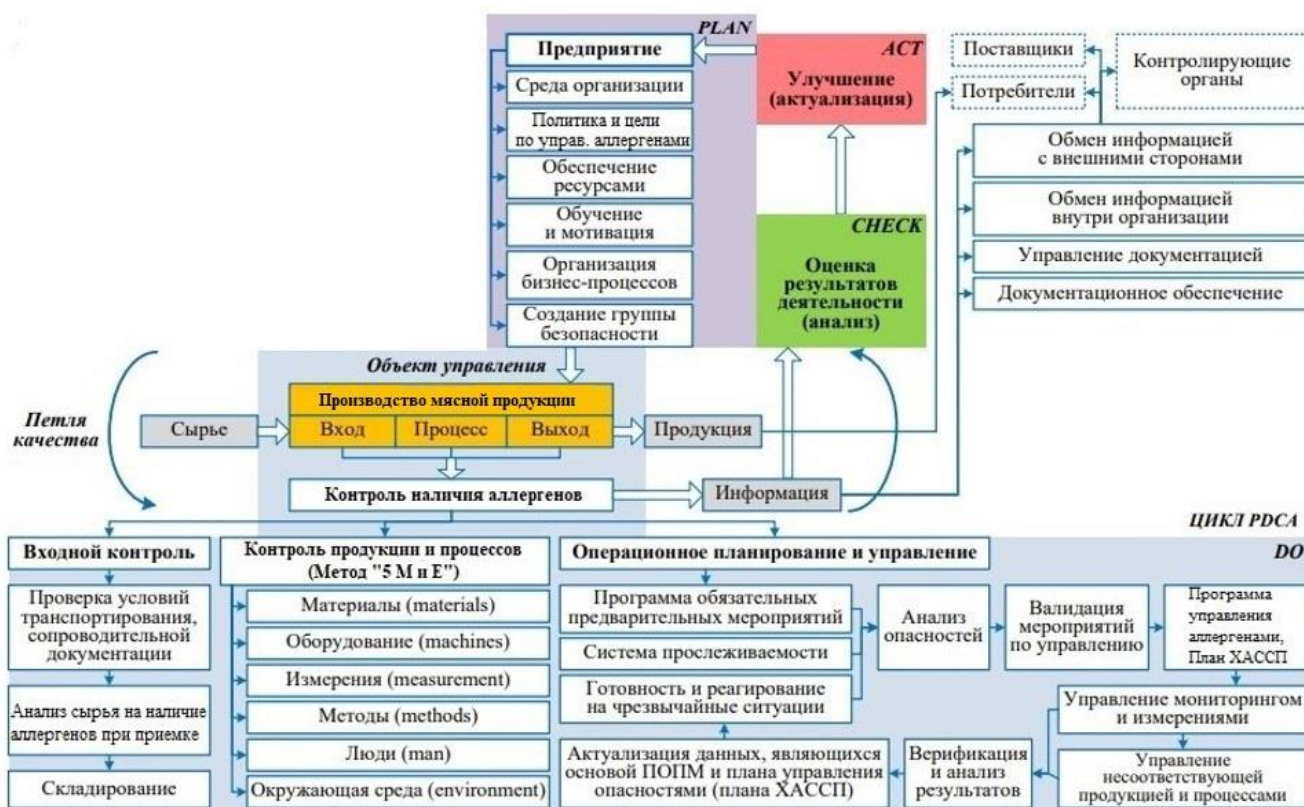 PLAN
Предприятие
Среда организации
Политика и цели
по управ. аллергенами
Обеспечение
ресурсами
Обучение
и мотивация
Организация
бизнес-процессов
Создание группы
безопасности
ACT
Улучшение
(актуализация)
CHECK
Оценка
результатов
деятельности
(анализ)
Поставщики
Потребители
Контролирующие
органы
Обмен информацией
с внешними сторонами
Обмен информацией
внутри организации
Управление документацией
Документационное обеспечение
Объект управления
Петля
качества
Сырье
Производство мясной продукции
Вход
Процесс
Выход
Продукция
Контроль наличия аллергенов
Информация
ЦИКЛ PDCA
DO
Входной контроль
Проверка условий
транспортирования,
сопроводительной
документации
Анализ сырья на наличие
аллергенов при приемке
Складирование
Контроль продукции и процессов
(Метод "5 М и Е")
Материалы (materials)
Оборудование (machines)
Измерения (measurement)
Методы (methods)
Люди (man)
Окружающая среда (environment)
Операционное планирование и управление
Программа обязательных
предварительных мероприятий
Система прослеживаемости
Готовность и реагирование
на чрезвычайные ситуации
Актуализация данных, являющихся
основой ПОПМ и плана управления
опасностями (плана ХАССП)
Анализ
опасностей
Валидация
мероприятий
по управлению
Программа
управления
аллергенами,
План ХАССП
Управление мониторингом
и измерениями
Управление
несоответствующей
продукцией и процессами
Верификация
и анализ
результатов